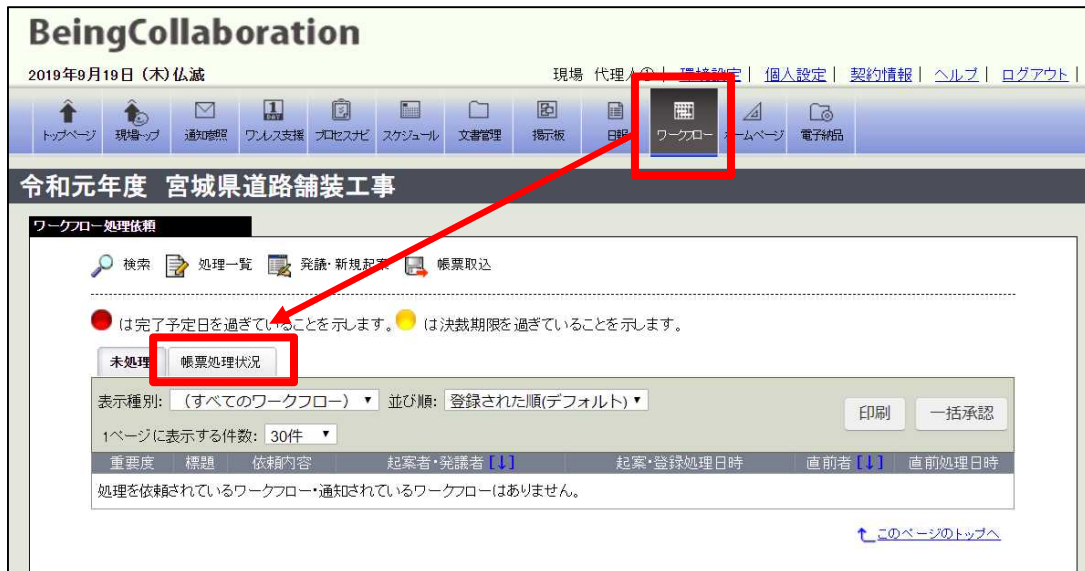 BeingCollaboration
2019年9月19日（木）仏滅
現場 代理人① | 環境設定 | 個人設定 | 契約情報 | ヘルプ | ログアウト |
トップページ 現場トップ 通知・照会 ワンレス支援 プロセスナビ スケジュール 文書管理 掲示板 日報 ワークフロー ホームページ 電子納品
令和元年度 宮城県道路舗装工事
ワークフロー処理依頼
検索 処理一覧 発議・新規起案 帳票取込
は完了予定日を過ぎていることを示します。 は決裁期限を過ぎていることを示します。
未処理 帳票処理状況
表示種別: （すべてのワークフロー） ▼ 並び順: 登録された順(デフォルト) ▼
印刷 一括承認
1ページに表示する件数: 30件 ▼
重要度 標題 依頼内容 起案者・発議者【↓】 起案・登録処理日時 直前者【↓】 直前処理日時
処理を依頼されているワークフロー・通知されているワークフローはありません。
このページのトップへ